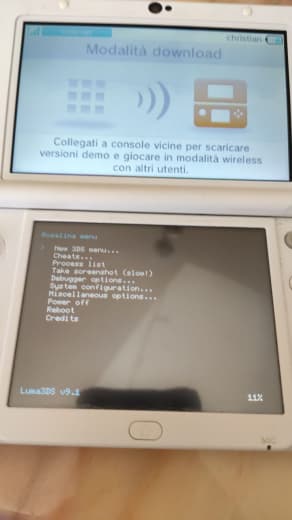 christian
Modalità download
Collegati a console vicine per scaricare
versioni demo e giocare in modalità wireless
con altri utenti.
Rosalina menu
> New 3DS menu...
Cheats...
Process list
Take screenshot (slow!)
Debugger options...
System configuration...
Miscellaneous options...
Power off
Reboot
Credits
Luma3DS v9.1
11%
MIC